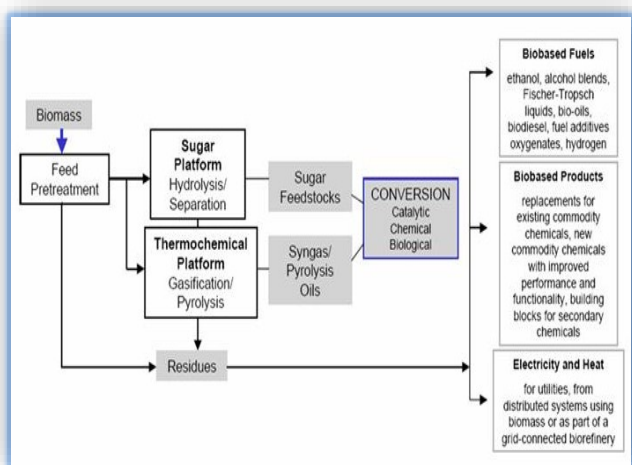 Biomass
Feed
Pretreatment
Sugar
Platform
Hydrolysis/
Separation
Thermochemical
Platform
Gasification/
Pyrolysis
Residues
Sugar
Feedstocks
Syngas/
Pyrolysis
Oils
CONVERSION
Catalytic
Chemical
Biological
Biobased Fuels
ethanol, alcohol blends,
Fischer-Tropsch
liquids, bio-oils,
biodiesel, fuel additives
oxygenates, hydrogen
Biobased Products
replacements for
existing commodity
chemicals, new
commodity chemicals
with improved
performance and
functionality, building
blocks for secondary
chemicals
Electricity and Heat
for utilities, from
distributed systems using
biomass or as part of a
grid-connected biorefinery